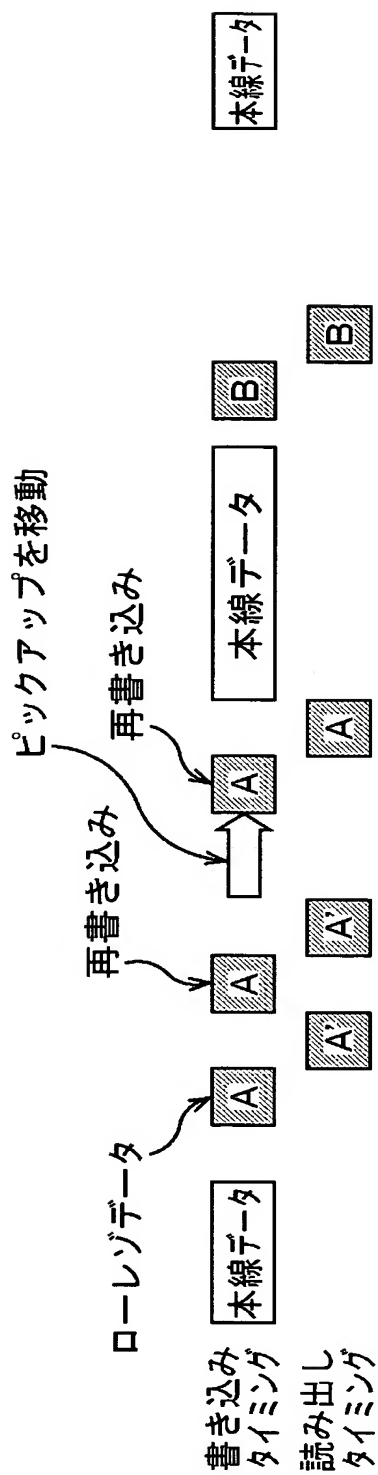 ピックアップを移動
再書き込み
再書き込み
ローレゾデータ
書き込み
タイミング
本線データ
A
A
A
本線データ
B
本線データ
読み出し
タイミング
A'
A'
A
B